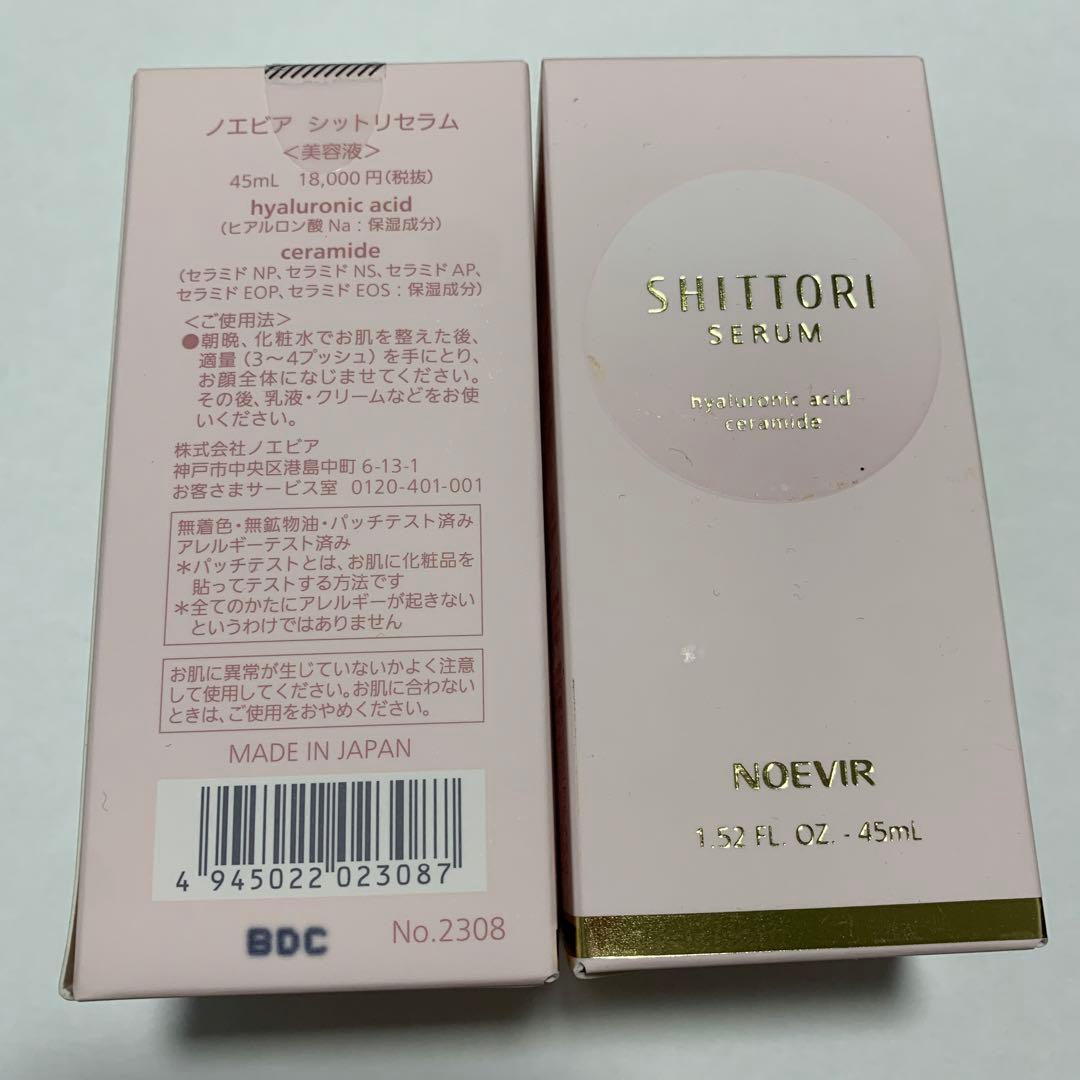 ノエビア シットリセラム
＜美容液＞
45mL 18,000円(税抜)
hyaluronic acid
(ヒアルロン酸 Na：保湿成分)
ceramide
(セラミド NP、セラミド NS、セラミド AP、
セラミド EOP、セラミド EOS：保湿成分)
＜ご使用法＞
●朝晩、化粧水でお肌を整えた後、
適量（3～4プッシュ）を手にとり、
お顔全体になじませてください。
その後、乳液・クリームなどをお使
いください。
株式会社ノエビア
神戸市中央区港島中町 6-13-1
お客さまサービス室 0120-401-001
無着色・無鉱物油・パッチテスト済み
アレルギーテスト済み
＊パッチテストとは、お肌に化粧品を
貼ってテストする方法です
＊全てのかたにアレルギーが起きない
というわけではありません
お肌に異常が生じていないかよく注意
して使用してください。お肌に合わない
ときは、ご使用をおやめください。
MADE IN JAPAN
4 945022 023087
BDC No.2308
SHITTORI
SERUM
hyaluronic acid
ceramide
NOEVIR
1.52 FL. OZ. - 45mL